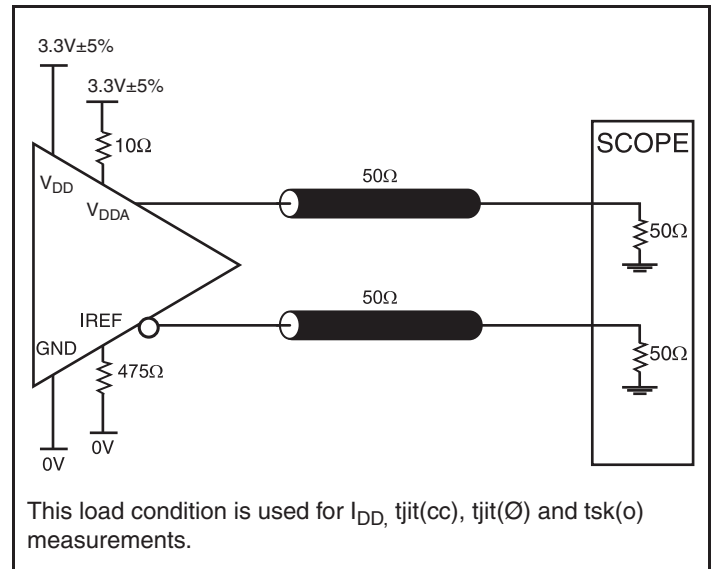 3.3V±5%
3.3V±5%
10Ω
VDD
VDDA
50Ω
SCOPE
50Ω
50Ω
IREF
GND
475Ω
50Ω
0V
0V
This load condition is used for IDD, tjit(cc), tjit(Ø) and tsk(o)
measurements.